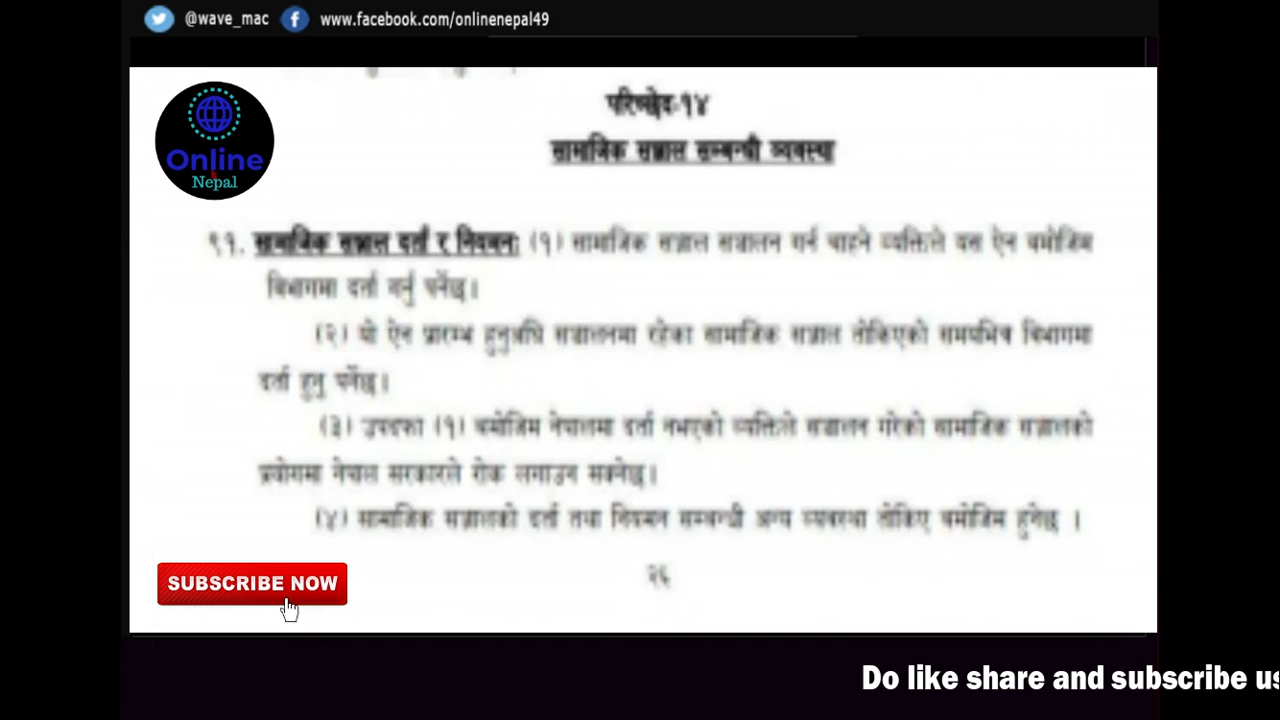 @wave_mac www.facebook.com/onlinenepal49
परिच्छेद-१४
Online
Nepal
सामाजिक सञ्जाल सम्बन्धी व्यवस्था
९१. सामाजिक सञ्जाल दर्ता र नियमनः (१) सामाजिक सञ्जाल सञ्चालन गर्न चाहने व्यक्तिले यस ऐन बमोजिम
विभागमा दर्ता गर्नु पर्नेछ।
(२) यो ऐन प्रारम्भ हुनुअघि सञ्चालनमा रहेका सामाजिक सञ्जाल तोकिएको समयभित्र विभागमा
दर्ता हुनु पर्नेछ।
(३) उपदफा (१) बमोजिम नेपालमा दर्ता नभएको व्यक्तिले सञ्चालन गरेको सामाजिक सञ्जालको
प्रयोगमा नेपाल सरकारले रोक लगाउन सक्नेछ।
(४) सामाजिक सञ्जालको दर्ता तथा नियमन सम्बन्धी अन्य व्यवस्था तोकिए बमोजिम हुनेछ ।
२६
SUBSCRIBE NOW
Do like share and subscribe us